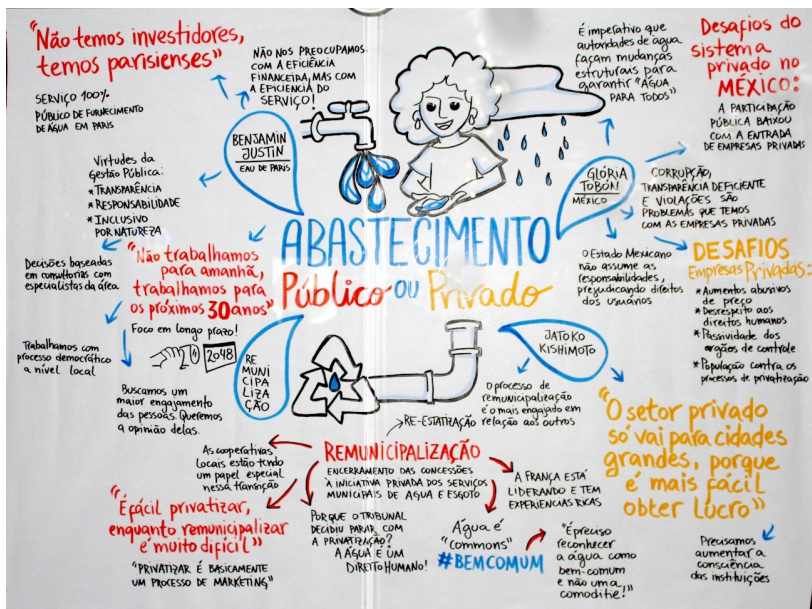 "Não temos investidores,
temos parisienses"
SERVIÇO 100%
PÚBLICO DE FORNECIMENTO
DE ÁGUA EM PARIS
NÃO NOS PREOCUPAMOS
COM A EFICIÊNCIA
FINANCEIRA, MAS COM
A EFICIENCIA DO
SERVIÇO!
BENJAMIN
JUSTIN
EAU DE PARIS
Virtudes da
Gestão Pública:
*TRANSPARÊNCIA
*RESPONSABILIDADE
*INCLUSIVO
POR NATUREZA
Decisões baseadas
em consultorias com
especialistas da área
"Não trabalhamos
para amanhã,
trabalhamos para
os próximos 30 anos"
Foco em longo prazo!
2048
Trabalhamos com
processo democrático
a nível local
Buscamos um
maior engajamento
das pessoas. Queremos
a opinião delas.
ABASTECIMENTO
Público ou Privado
É imperativo que
autoridades de água
façam mudanças
estruturais para
garantir "ÁGUA
PARA TODOS"
Desafios do
sistema
privado no
MÉXICO:
A PARTICIPAÇÃO
PÚBLICA BAIXOU
COM A ENTRADA
DE EMPRESAS PRIVADAS
GLÓRIA
TOBÓN
MÉXICO
CORRUPÇÃO,
TRANSPARÊNCIA DEFICIENTE
E VIOLAÇÕES SÃO
PROBLEMAS QUE TEMOS
COM AS EMPRESAS PRIVADAS
O Estado Mexicano
não assume as
responsabilidades,
prejudicando direitos
dos usuários
DESAFIOS
Empresas Privadas:
*Aumentos abusivos
de preço
*Desrespeito aos
direitos humanos
*Passividade dos
orgãos de controle
*População contra os
processos de privatização
RE
MUNI
CIPA
LIZA
ÇÃO
JATOKO
KISHIMOTO
O processo de
remunicipalização
é o mais engajado em
relação aos outros
"O setor privado
só vai para cidades
grandes, porque
é mais fácil
obter lucro"
Precisamos
aumentar a
consciência
das instituições
RE-ESTATIZAÇÃO
REMUNICIPALIZAÇÃO
ENCERRAMENTO DAS CONCESSÕES
À INICIATIVA PRIVADA DOS SERVIÇOS
MUNICIPAIS DE AGUA E ESGOTO
As cooperativas
locais estão tendo
um papel especial
nessa transição
"É fácil privatizar,
enquanto remunicipalizar
é muito difícil"
"PRIVATIZAR É BASICAMENTE
UM PROCESSO DE MARKETING"
PORQUE O TRIBUNAL
DECIDIU PARAR COM
A PRIVATIZAÇÃO?
A ÁGUA É UM
DIREITO HUMANO!
Água é
"commons"
#BEMCOMUM
A FRANÇA ESTÁ
LIDERANDO E TEM
EXPERIENCIAS RICAS
"É preciso
reconhecer
a água como
bem-comum
e não uma
comoditie!"